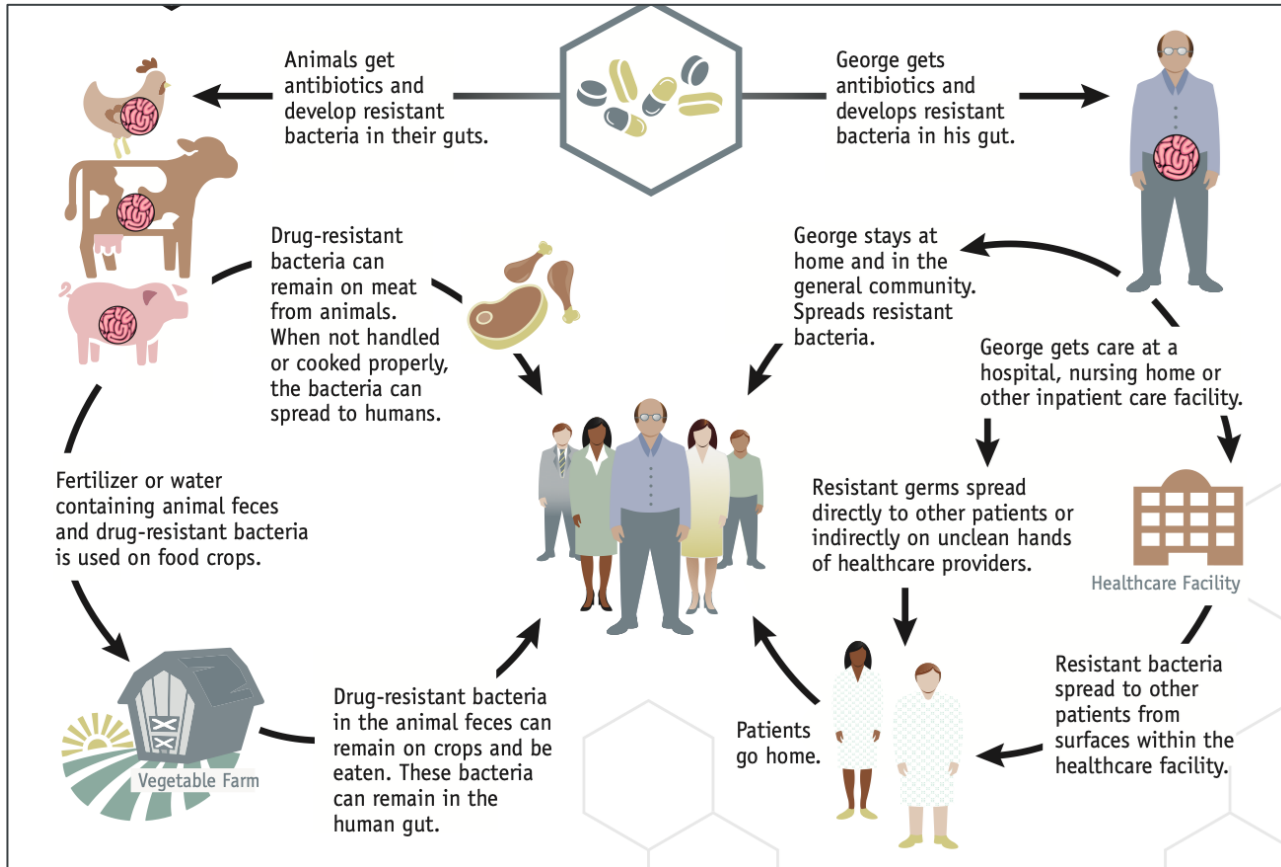 Animals get
antibiotics and
develop resistant
bacteria in their guts.
George gets
antibiotics and
develops resistant
bacteria in his gut.
Drug-resistant
bacteria can
remain on meat
from animals.
When not handled
or cooked properly,
the bacteria can
spread to humans.
George stays at
home and in the
general community.
Spreads resistant
bacteria.
George gets care at a
hospital, nursing home or
other inpatient care facility.
Fertilizer or water
containing animal feces
and drug-resistant bacteria
is used on food crops.
Resistant germs spread
directly to other patients or
indirectly on unclean hands
of healthcare providers.
Healthcare Facility
Vegetable Farm
Drug-resistant bacteria
in the animal feces can
remain on crops and be
eaten. These bacteria
can remain in the
human gut.
Patients
go home.
Resistant bacteria
spread to other
patients from
surfaces within the
healthcare facility.